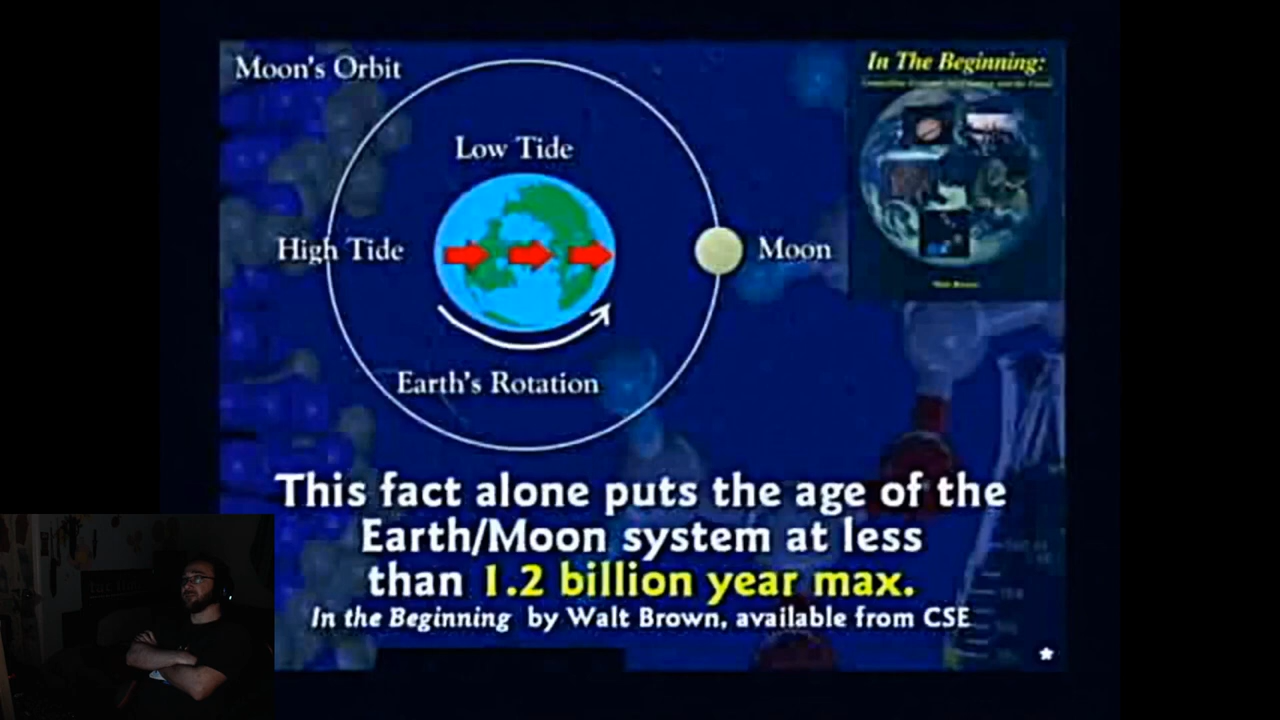 Moon's Orbit
In The Beginning:
Low Tide
High Tide
Moon
Walt Brown
Earth's Rotation
This fact alone puts the age of the
Earth/Moon system at less
than 1.2 billion year max.
In the Beginning by Walt Brown, available from CSE